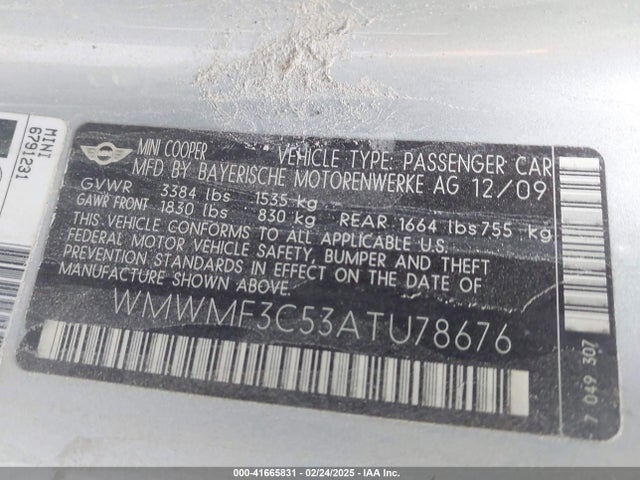 MINI
6791231
MINI COOPER VEHICLE TYPE: PASSENGER CAR
MFD BY BAYERISCHE MOTORENWERKE AG 12/09
GVWR 3384 lbs 1535 kg
GAWR FRONT 1830 lbs 830 kg REAR 1664 lbs 755 kg
THIS VEHICLE CONFORMS TO ALL APPLICABLE U.S.
FEDERAL MOTOR VEHICLE SAFETY, BUMPER AND THEFT
PREVENTION STANDARDS IN EFFECT ON THE DATE OF
MANUFACTURE SHOWN ABOVE.
WMWMF3C53ATU78676
7 049 307
000-41665831 - 02/24/2025 - IAA Inc.